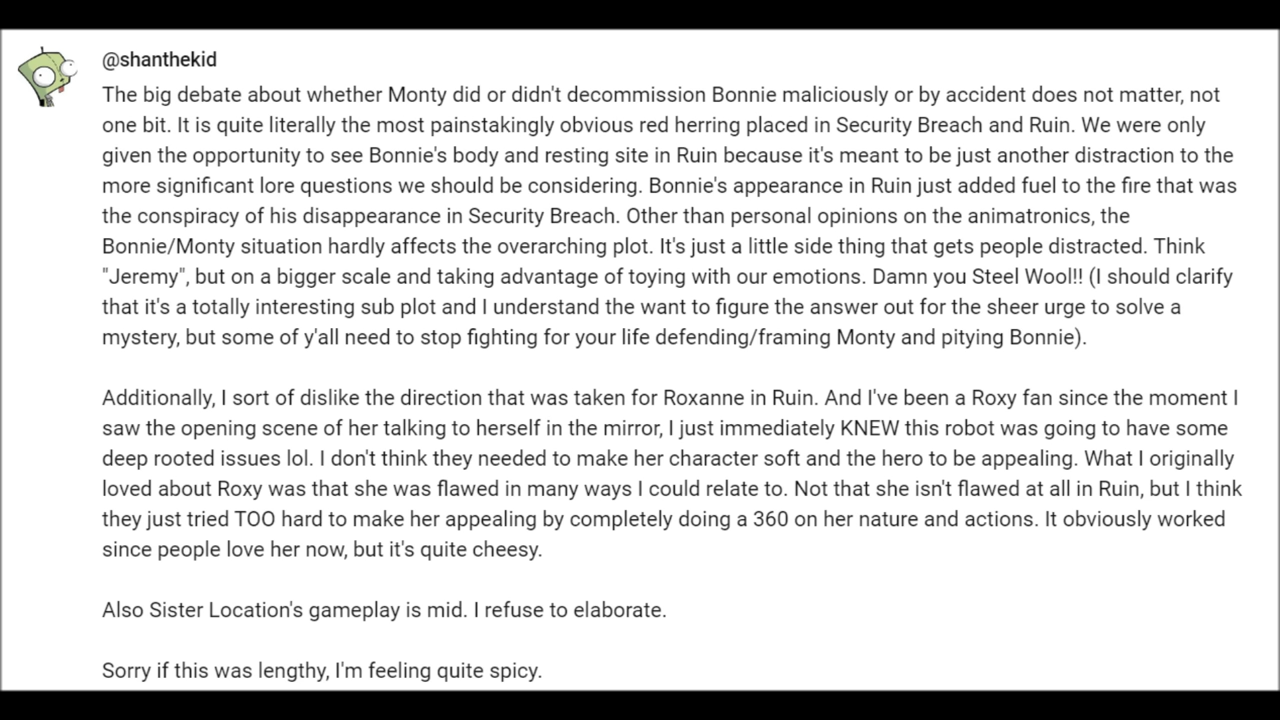 @shanthekid
The big debate about whether Monty did or didn't decommission Bonnie maliciously or by accident does not matter, not
one bit. It is quite literally the most painstakingly obvious red herring placed in Security Breach and Ruin. We were only
given the opportunity to see Bonnie's body and resting site in Ruin because it's meant to be just another distraction to the
more significant lore questions we should be considering. Bonnie's appearance in Ruin just added fuel to the fire that was
the conspiracy of his disappearance in Security Breach. Other than personal opinions on the animatronics, the
Bonnie/Monty situation hardly affects the overarching plot. It's just a little side thing that gets people distracted. Think
"Jeremy", but on a bigger scale and taking advantage of toying with our emotions. Damn you Steel Wool!! (I should clarify
that it's a totally interesting sub plot and I understand the want to figure the answer out for the sheer urge to solve a
mystery, but some of y'all need to stop fighting for your life defending/framing Monty and pitying Bonnie).
Additionally, I sort of dislike the direction that was taken for Roxanne in Ruin. And I've been a Roxy fan since the moment I
saw the opening scene of her talking to herself in the mirror, I just immediately KNEW this robot was going to have some
deep rooted issues lol. I don't think they needed to make her character soft and the hero to be appealing. What I originally
loved about Roxy was that she was flawed in many ways I could relate to. Not that she isn't flawed at all in Ruin, but I think
they just tried TOO hard to make her appealing by completely doing a 360 on her nature and actions. It obviously worked
since people love her now, but it's quite cheesy.
Also Sister Location's gameplay is mid. I refuse to elaborate.
Sorry if this was lengthy, I'm feeling quite spicy.